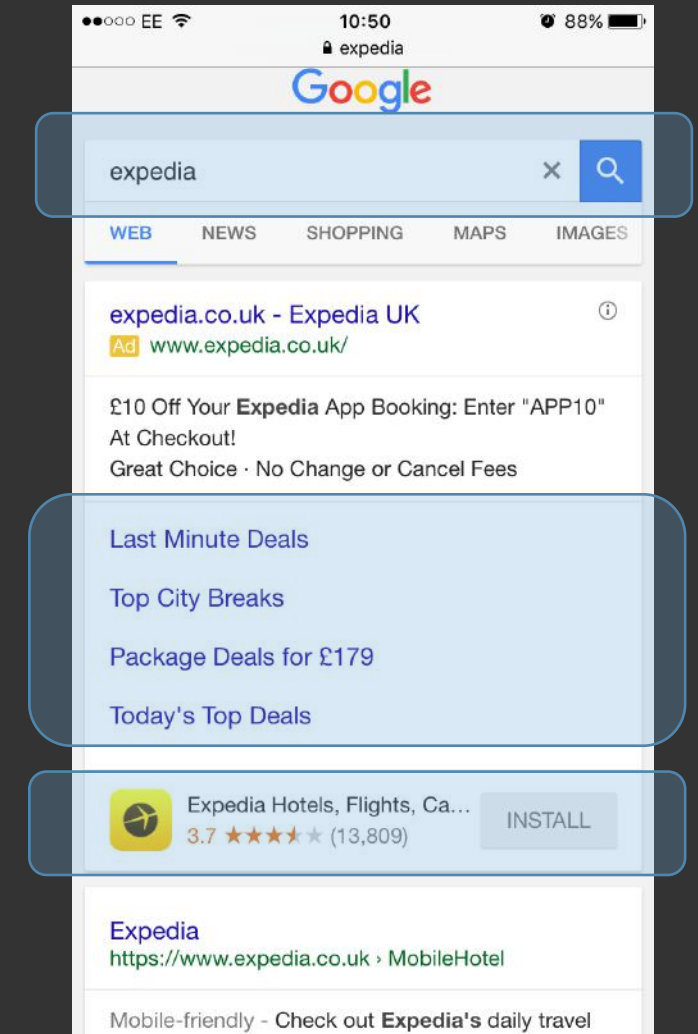 EE 10:50 88%
expedia
Google
expedia
WEB NEWS SHOPPING MAPS IMAGES
expedia.co.uk - Expedia UK
Ad www.expedia.co.uk/
£10 Off Your Expedia App Booking: Enter "APP10"
At Checkout!
Great Choice · No Change or Cancel Fees
Last Minute Deals
Top City Breaks
Package Deals for £179
Today's Top Deals
Expedia Hotels, Flights, Ca...
INSTALL
3.7 ★★★★★ (13,809)
Expedia
https://www.expedia.co.uk › MobileHotel
Mobile-friendly - Check out Expedia's daily travel